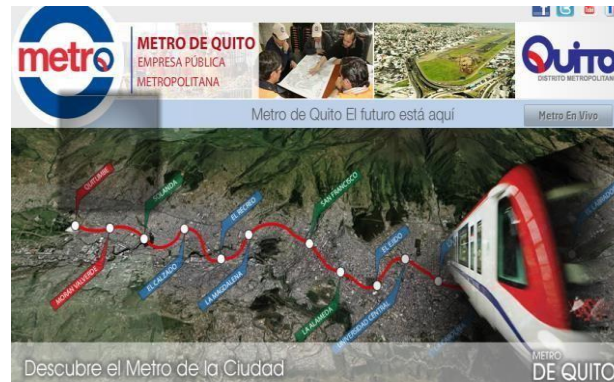 metro
METRO DE QUITO
EMPRESA PÚBLICA
METROPOLITANA
Quito
DISTRITO METROPOLITANO
Metro de Quito El futuro está aquí
Metro En Vivo
QUITUMBE
MORÁN VALVERDE
SOLANDA
EL CALZADO
EL RECREO
LA MAGDALENA
SAN FRANCISCO
LA ALAMEDA
EL EJIDO
UNIVERSIDAD CENTRAL
EL LABRADOR
Descubre el Metro de la Ciudad
METRO
DE QUITO